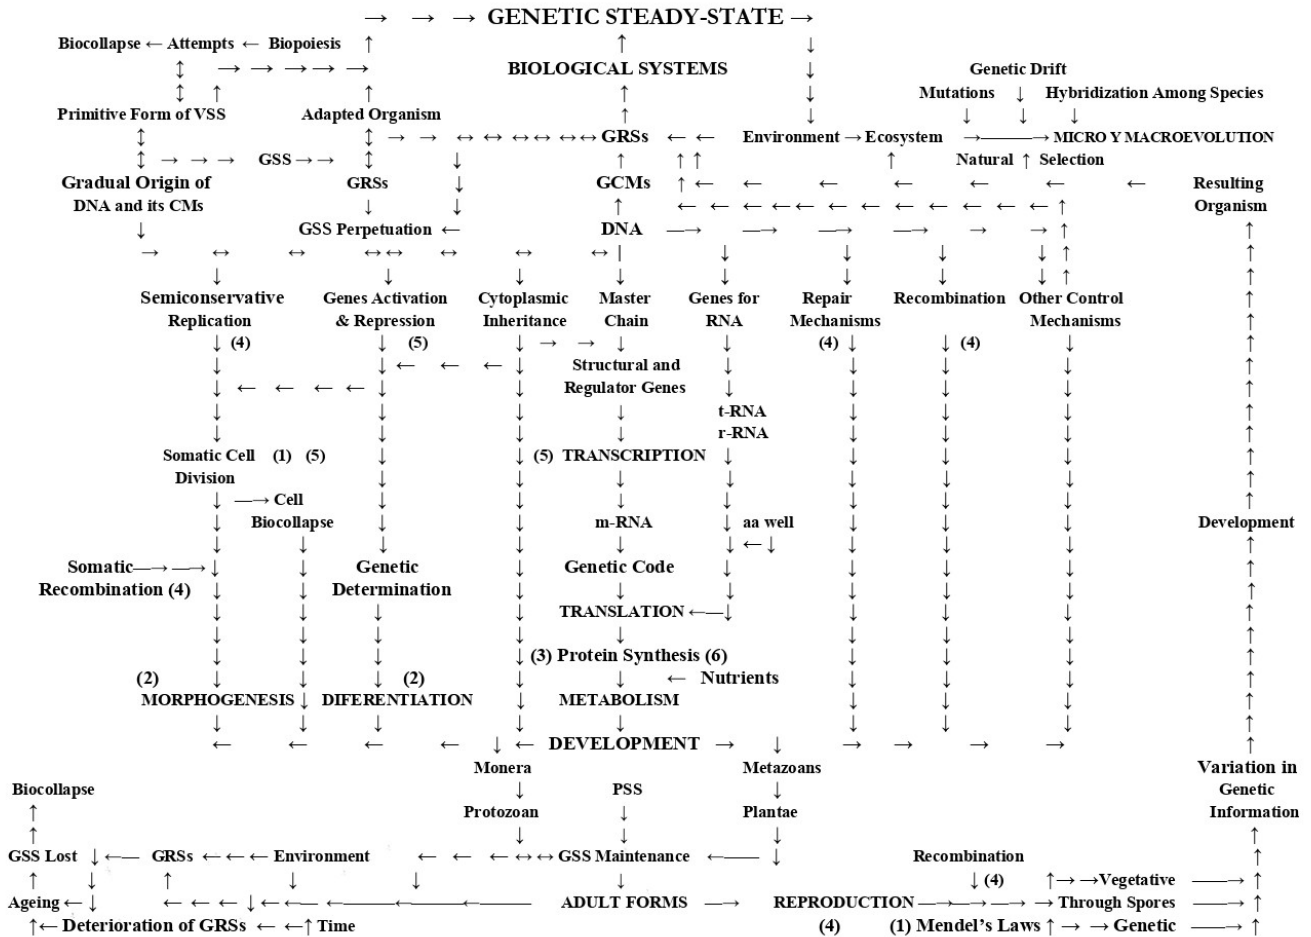 GENETIC STEADY-STATE
Biocollapse ← Attempts ← Biopoiesis
BIOLOGICAL SYSTEMS
Genetic Drift
Mutations
Hybridization Among Species
Primitive Form of VSS
Adapted Organism
GRSs
Environment → Ecosystem
MICRO Y MACROEVOLUTION
GSS
Natural ↑ Selection
Gradual Origin of
DNA and its CMs
GRSs
GCMs
Resulting
Organism
GSS Perpetuation
DNA
Semiconservative
Replication
(4)
Genes Activation
& Repression
(5)
Cytoplasmic
Inheritance
Master
Chain
Genes for
RNA
Repair
Mechanisms
(4)
Recombination
(4)
Other Control
Mechanisms
Structural and
Regulator Genes
t-RNA
r-RNA
Somatic Cell (1) (5)
Division
(5) TRANSCRIPTION
Cell
Biocollapse
m-RNA
aa well
Development
Somatic
Recombination (4)
Genetic
Determination
Genetic Code
TRANSLATION
(3) Protein Synthesis (6)
(2)
MORPHOGENESIS
(2)
DIFERENTIATION
Nutrients
METABOLISM
DEVELOPMENT
Monera
Metazoans
Variation in
Genetic
Information
Biocollapse
PSS
Protozoan
Plantae
GSS Lost
GRSs
Environment
GSS Maintenance
Recombination
(4)
Vegetative
Ageing
ADULT FORMS
REPRODUCTION
Through Spores
Deterioration of GRSs
Time
(4)
(1) Mendel's Laws
Genetic